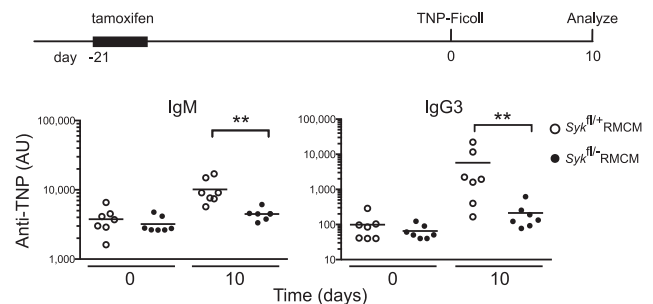 tamoxifen
TNP-Ficoll
Analyze
day
-21
0
10
IgM
IgG3
**
**
Anti-TNP (AU)
100,000
10,000
1,000
100,000
10,000
1,000
100
10
Syk^fl/+RMCM
Syk^fl/-RMCM
0
10
0
10
Time (days)